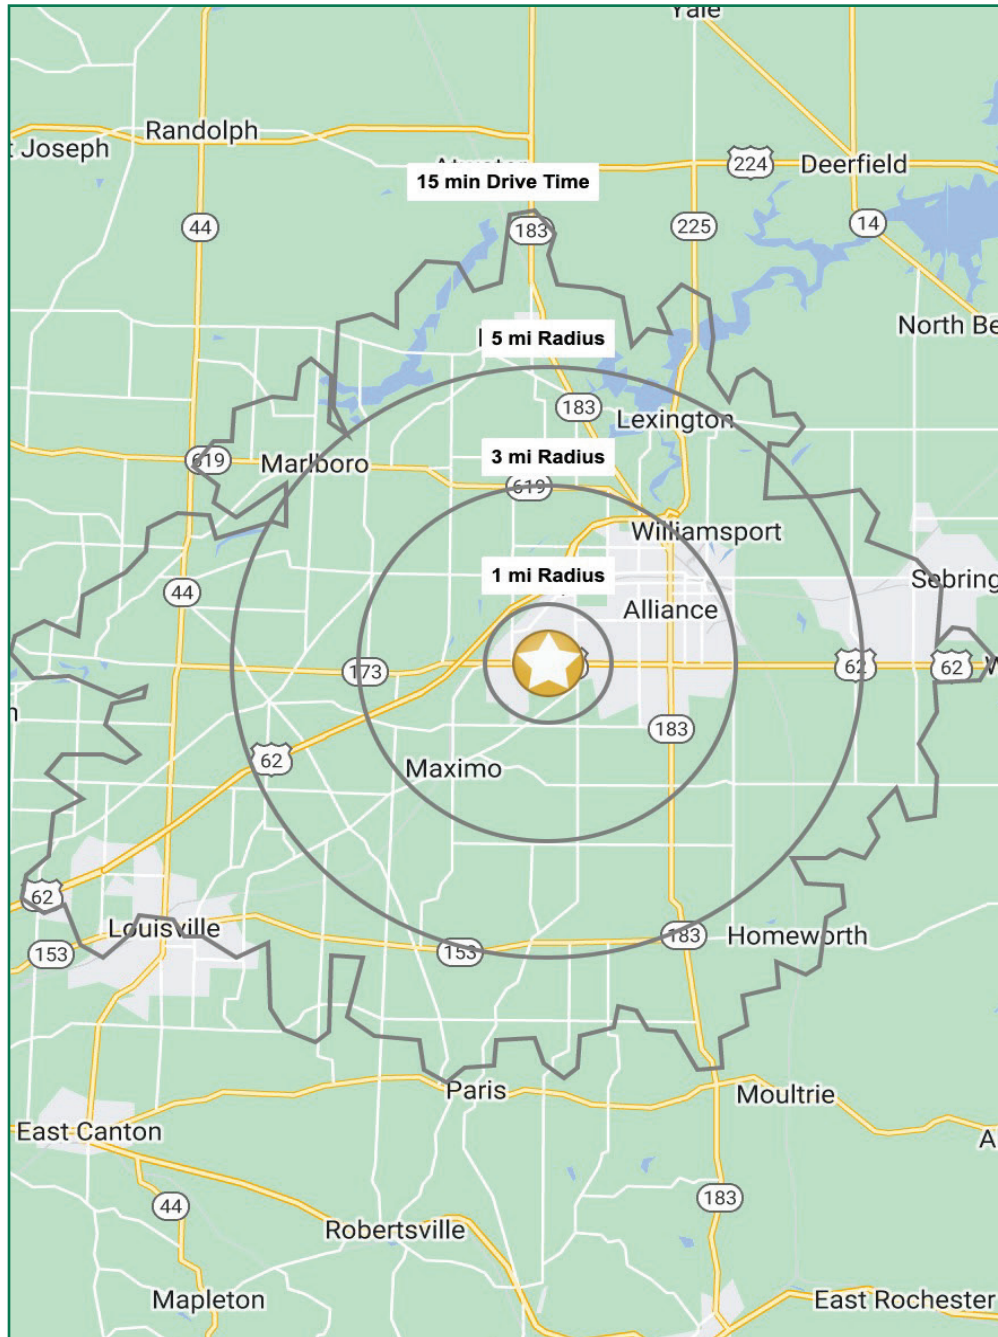 Yale
Randolph
Joseph
224
Deerfield
15 min Drive Time
44
183
225
14
North Be
5 mi Radius
183
Lexington
3 mi Radius
619
Marlboro
619
Williamsport
1 mi Radius
Sebring
44
Alliance
173
62
62
W
183
62
Maximo
62
Louisville
153
153
183
Homeworth
Paris
Moultrie
East Canton
A
183
44
Robertsville
Mapleton
East Rochester